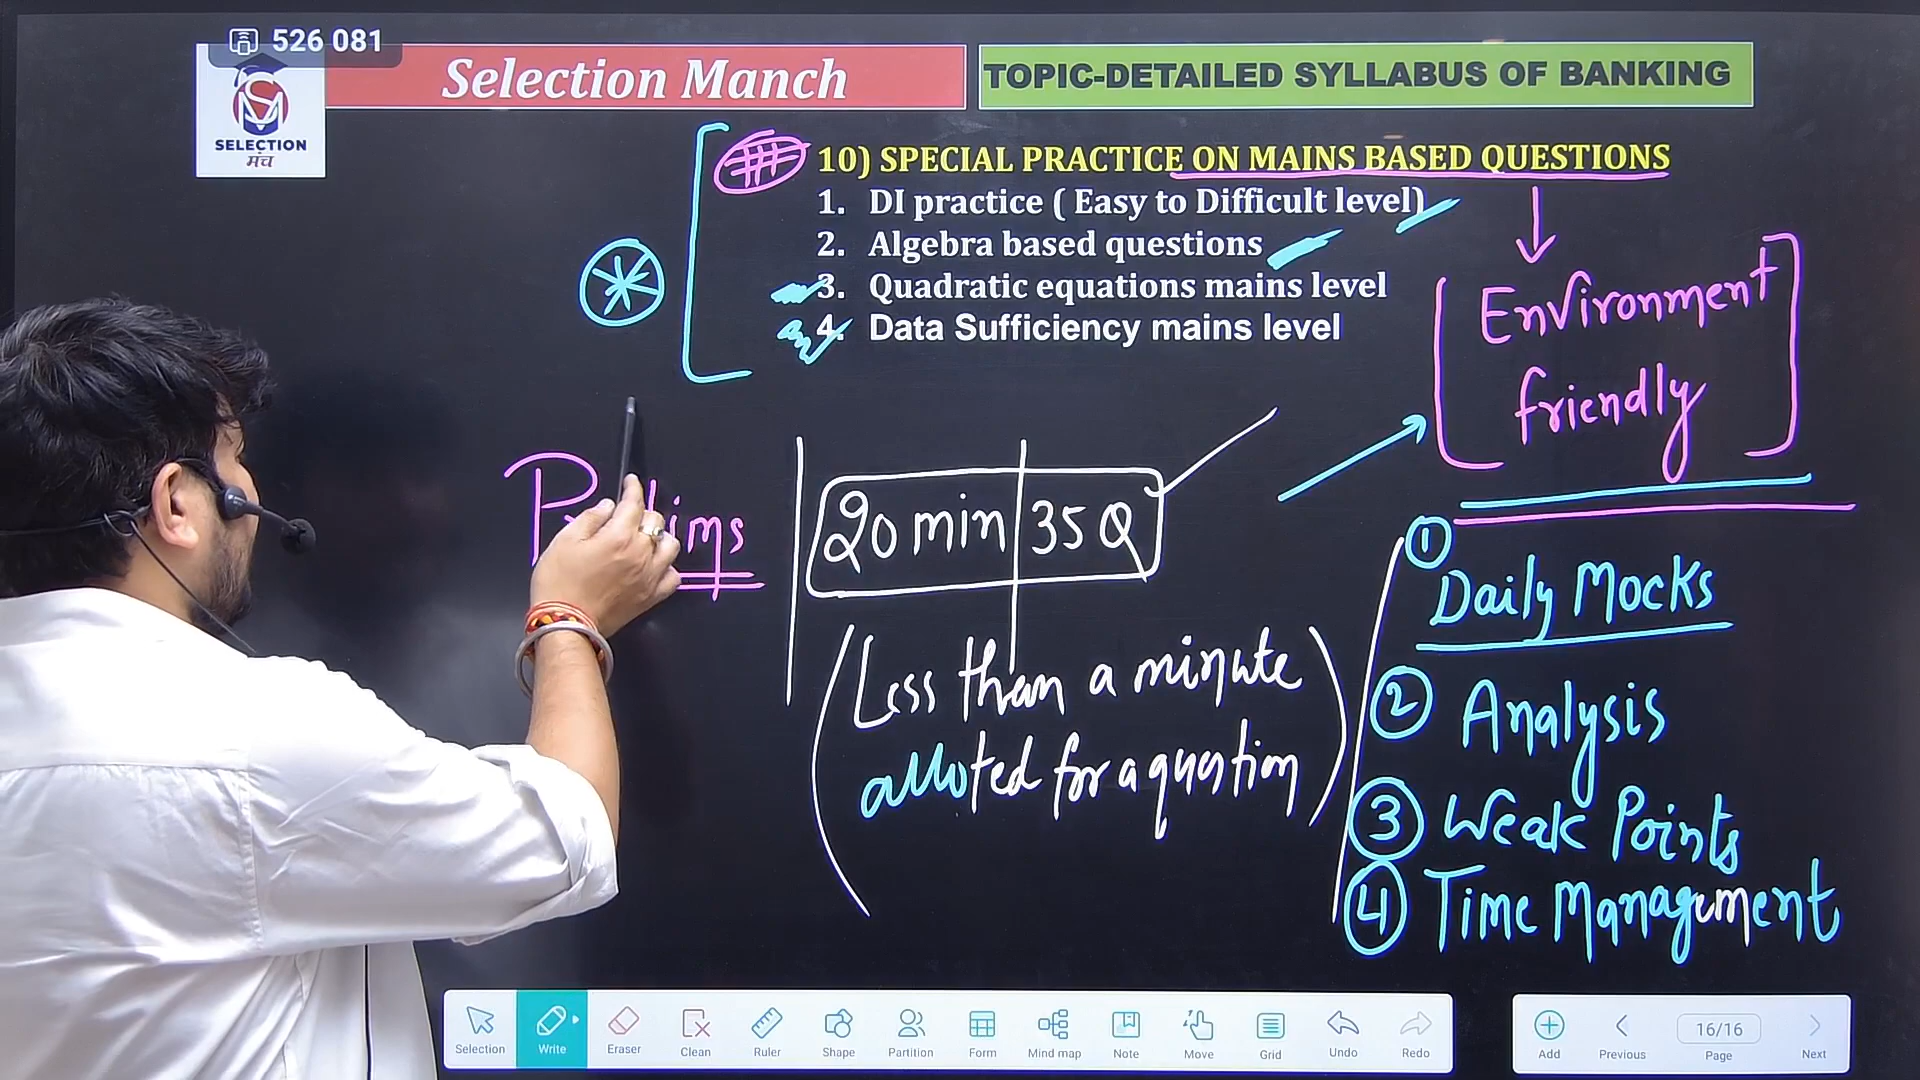 526 081
Selection Manch
TOPIC-DETAILED SYLLABUS OF BANKING
SELECTION
मंच
10) SPECIAL PRACTICE ON MAINS BASED QUESTIONS
1. DI practice ( Easy to Difficult level)
2. Algebra based questions
3. Quadratic equations mains level
4. Data Sufficiency mains level
Environment
friendly
20 min 35 Q
Less than a minute
alloted for a question
1 Daily Mocks
2 Analysis
3 Weak Points
4 Time Management
Selection Write Eraser Clean Ruler Shape Partition Form Mind map Note Move Grid Undo Redo
Add Previous 16/16 Page Next